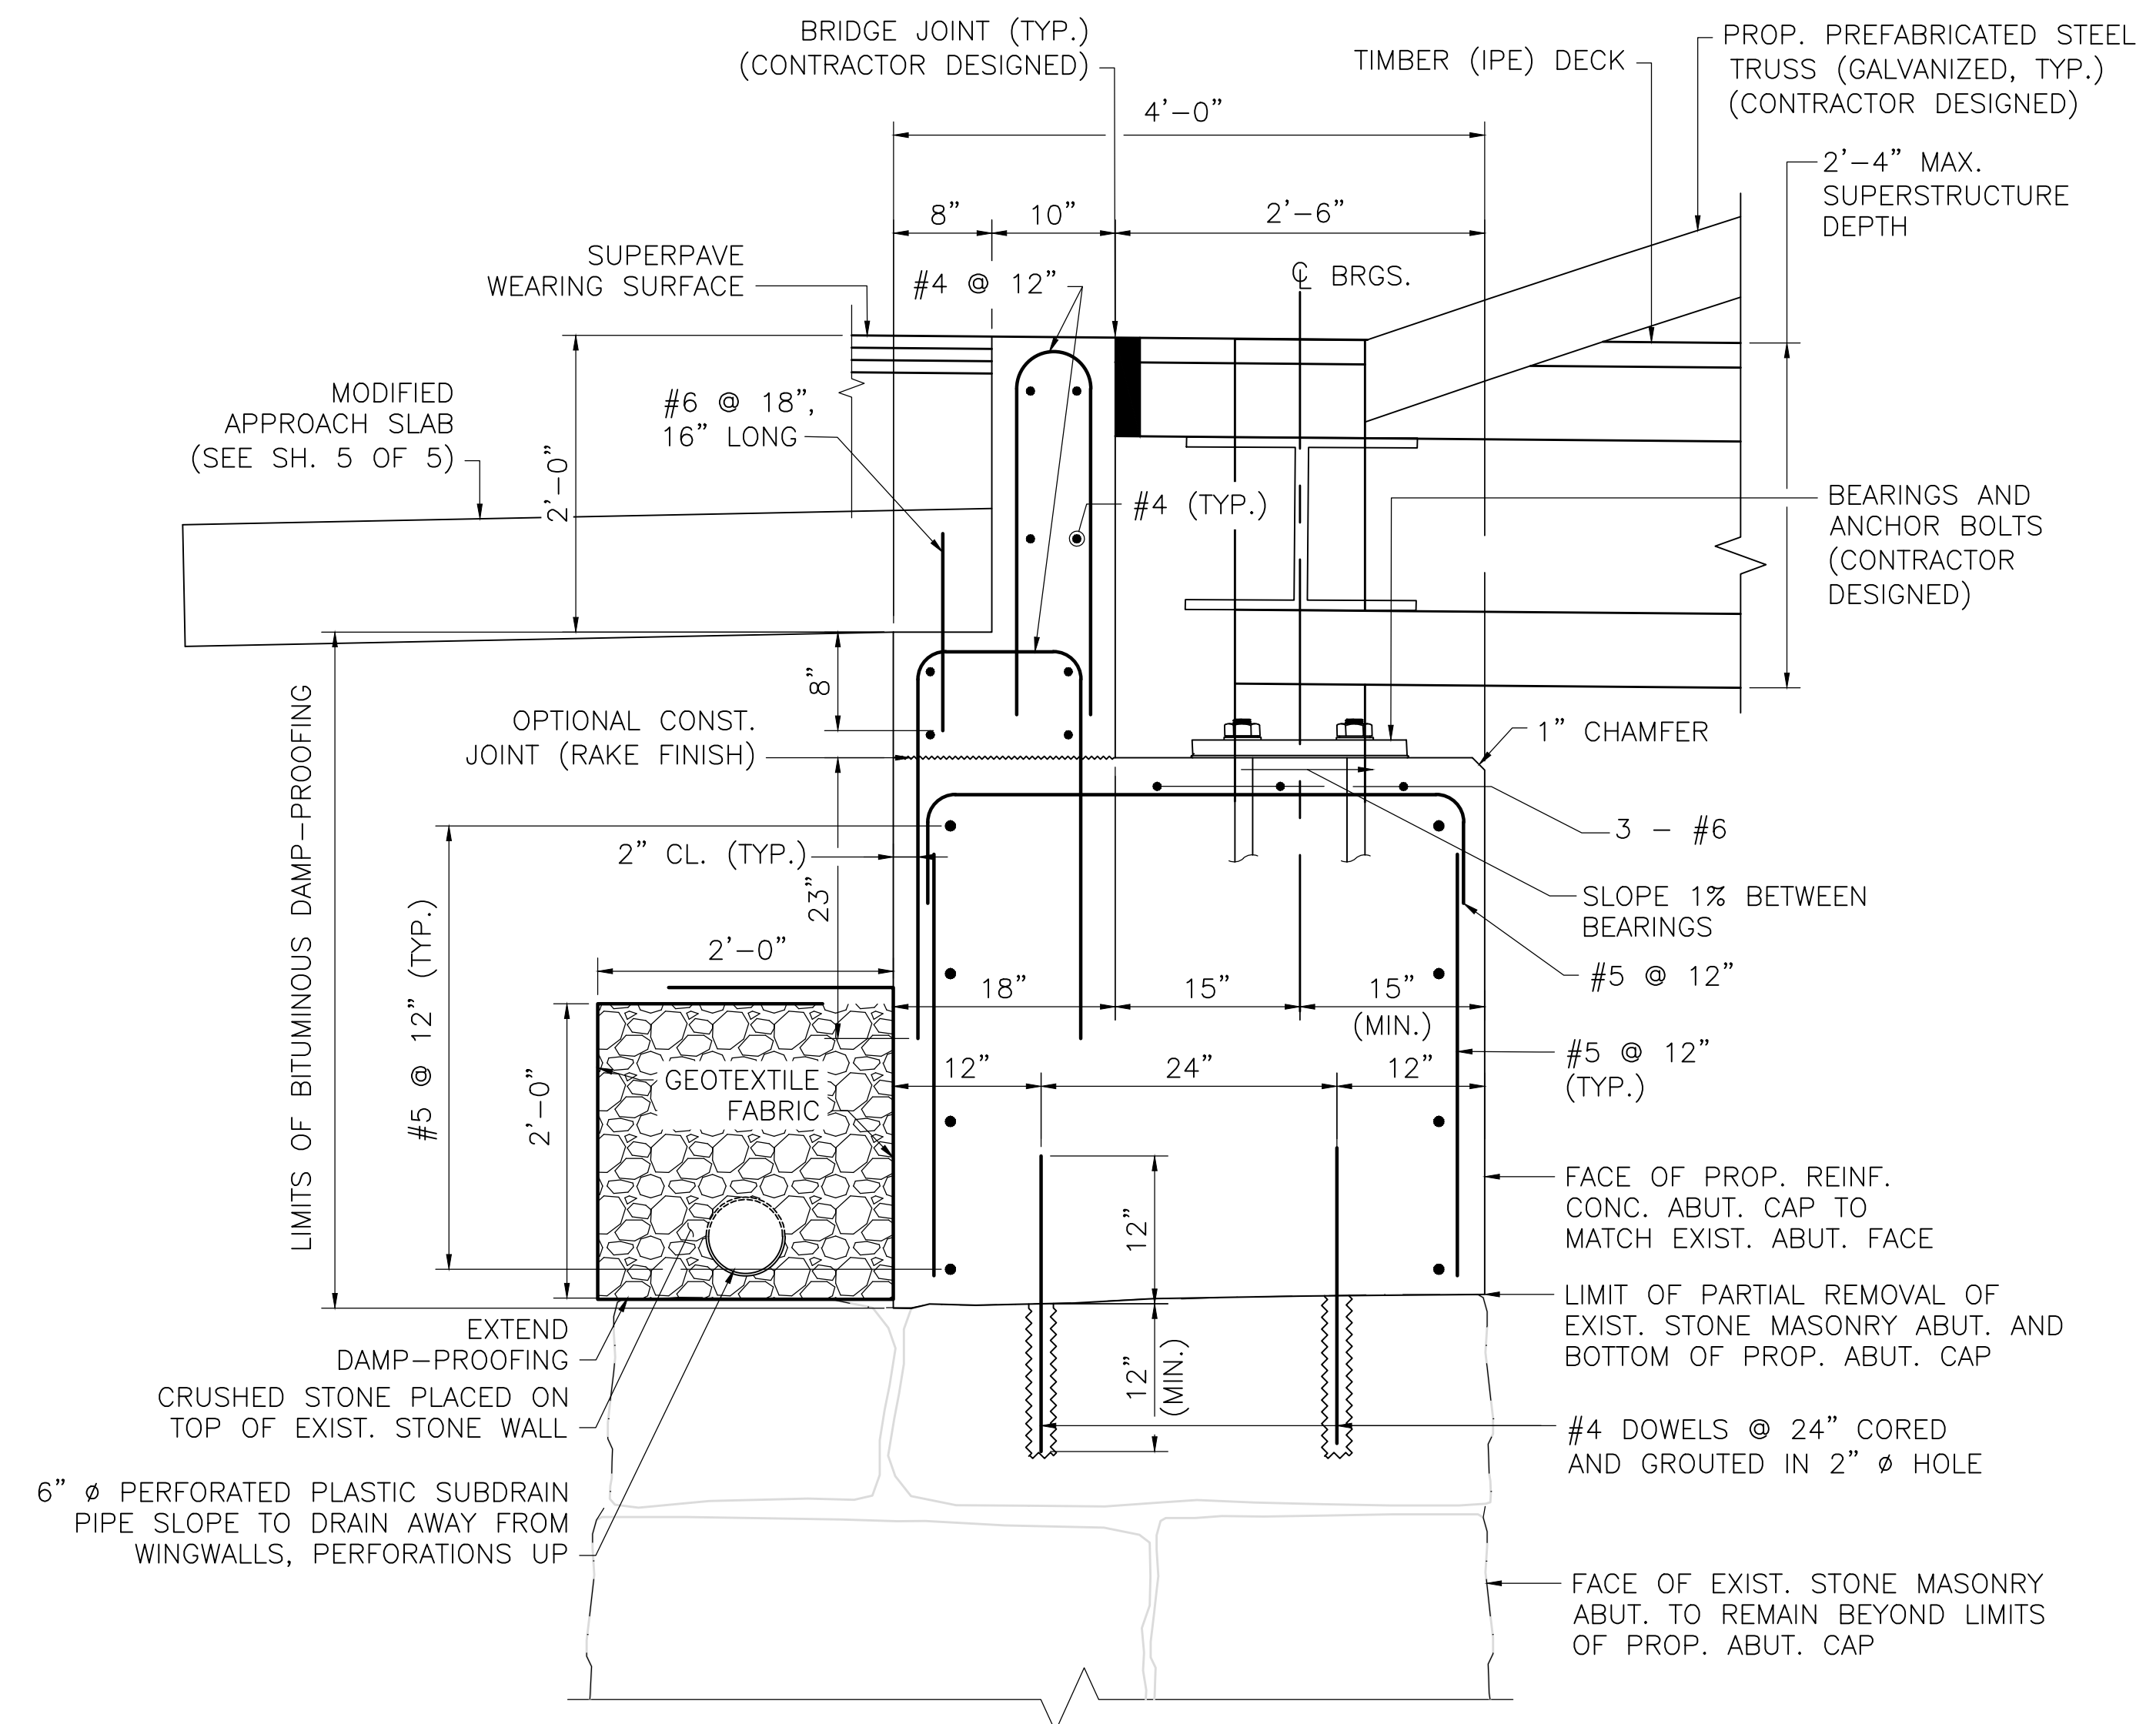 BRIDGE JOINT (TYP.)
(CONTRACTOR DESIGNED)
TIMBER (IPE) DECK
PROP. PREFABRICATED STEEL
TRUSS (GALVANIZED, TYP.)
(CONTRACTOR DESIGNED)
4'-0"
2'-4" MAX.
SUPERSTRUCTURE
DEPTH
8"
10"
2'-6"
SUPERPAVE
WEARING SURFACE
#4 @ 12"
℄ BRGS.
MODIFIED
APPROACH SLAB
(SEE SH. 5 OF 5)
#6 @ 18",
16" LONG
2'-0"
#4 (TYP.)
BEARINGS AND
ANCHOR BOLTS
(CONTRACTOR
DESIGNED)
8"
LIMITS OF BITUMINOUS DAMP-PROOFING
OPTIONAL CONST.
JOINT (RAKE FINISH)
1" CHAMFER
3 - #6
2" CL. (TYP.)
23"
#5 @ 12" (TYP.)
SLOPE 1% BETWEEN
BEARINGS
2'-0"
18"
15"
15"
(MIN.)
#5 @ 12"
#5 @ 12"
(TYP.)
12"
24"
12"
GEOTEXTILE
FABRIC
2'-0"
12"
FACE OF PROP. REINF.
CONC. ABUT. CAP TO
MATCH EXIST. ABUT. FACE
LIMIT OF PARTIAL REMOVAL OF
EXIST. STONE MASONRY ABUT. AND
BOTTOM OF PROP. ABUT. CAP
EXTEND
DAMP-PROOFING
12"
(MIN.)
CRUSHED STONE PLACED ON
TOP OF EXIST. STONE WALL
#4 DOWELS @ 24" CORED
AND GROUTED IN 2" ø HOLE
6" ø PERFORATED PLASTIC SUBDRAIN
PIPE SLOPE TO DRAIN AWAY FROM
WINGWALLS, PERFORATIONS UP
FACE OF EXIST. STONE MASONRY
ABUT. TO REMAIN BEYOND LIMITS
OF PROP. ABUT. CAP